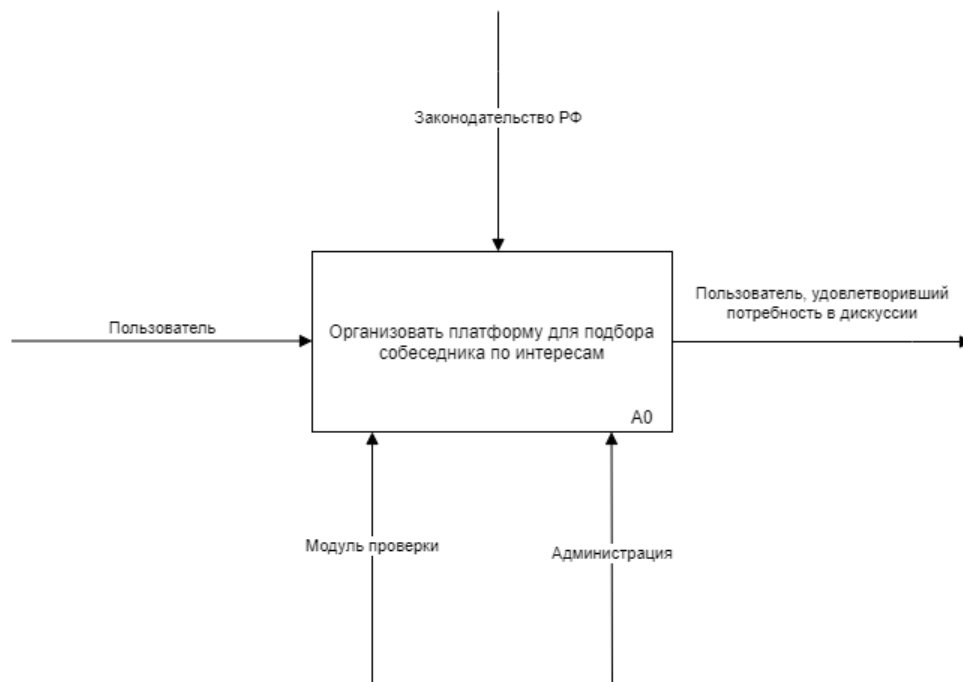 Законодательство РФ
Пользователь, удовлетворивший
потребность в дискуссии
Пользователь
Организовать платформу для подбора
собеседника по интересам
A0
Модуль проверки
Администрация